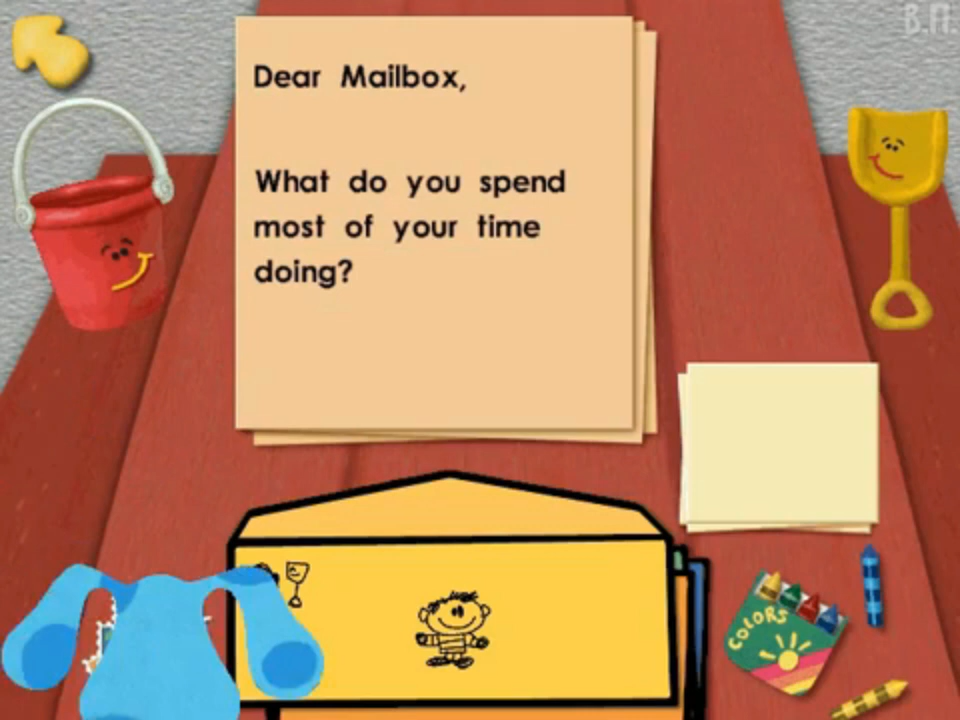 В.П.
Dear Mailbox,
What do you spend
most of your time
doing?
COLORS